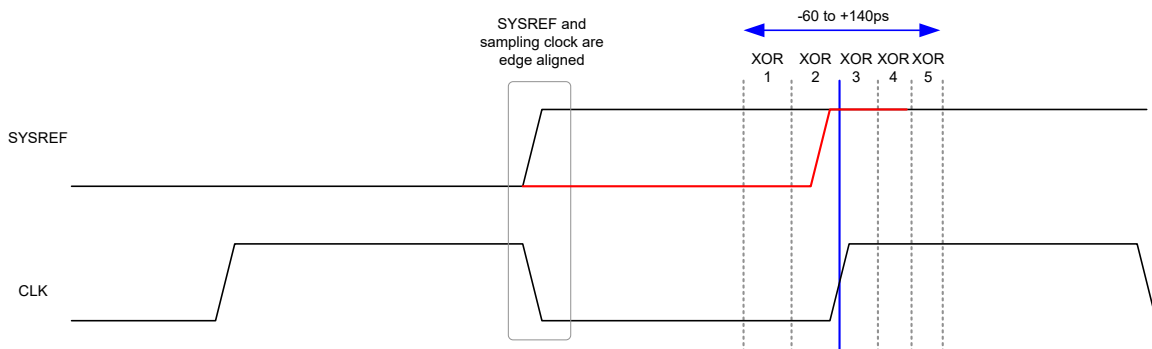 SYSREF and
sampling clock are
edge aligned
-60 to +140ps
XOR XOR XOR XOR XOR
1 2 3 4 5
SYSREF
CLK